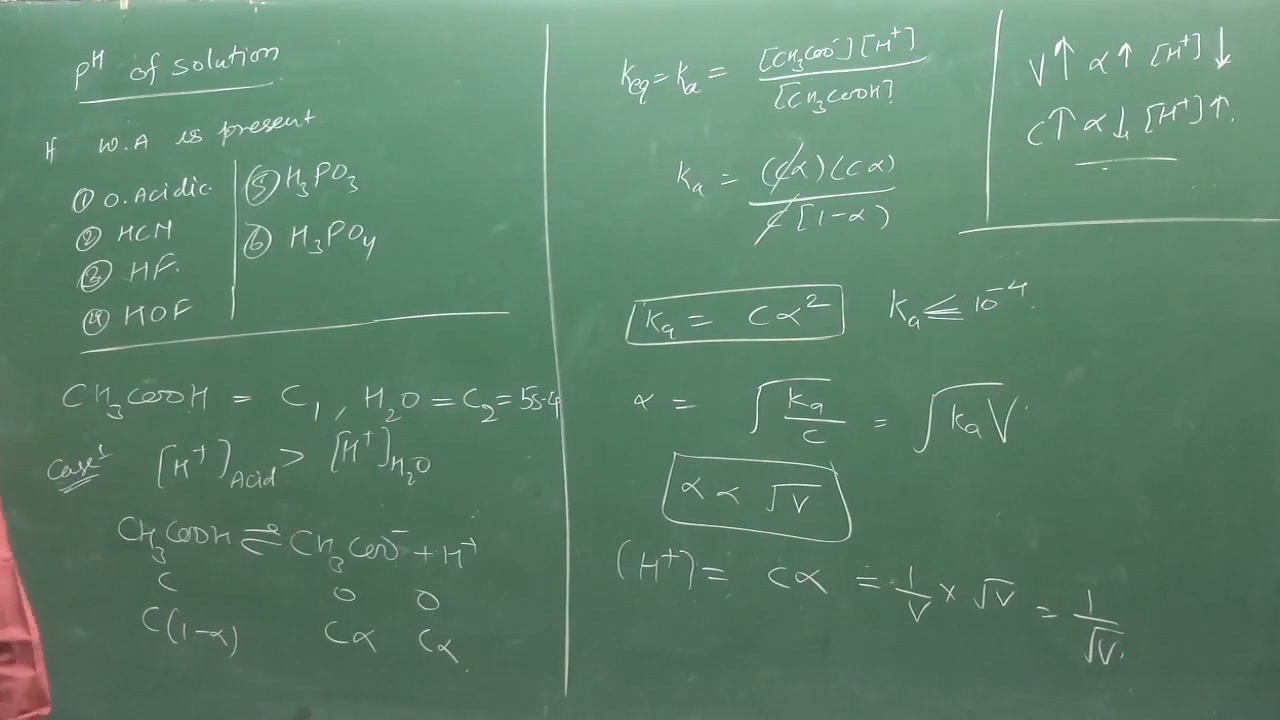 pH of solution
If W.A is present
① O. Acidic
② HCN
③ HF.
④ HOF
⑤ H₃PO₃
⑥ H₃PO₄
CH₃COOH = C₁, H₂O = C₂ = 55.4
Case I
[H⁺]Acid > [H⁺]H₂O
CH₃COOH ⇌ CH₃COO⁻ + H⁺
C 0 0
C(1-α) Cα Cα
Keq = Ka = [CH₃COO⁻][H⁺] / [CH₃COOH]
Ka = (Cα)(Cα) / C[1-α)
Ka = Cα² Ka ≤ 10⁻⁴.
α = √(Ka/C) = √(Ka V).
α ∝ √V
(H⁺) = Cα = 1/V × √V = 1/√V.
V↑ α↑ [H⁺]↓
C↑ α↓ [H⁺]↑.